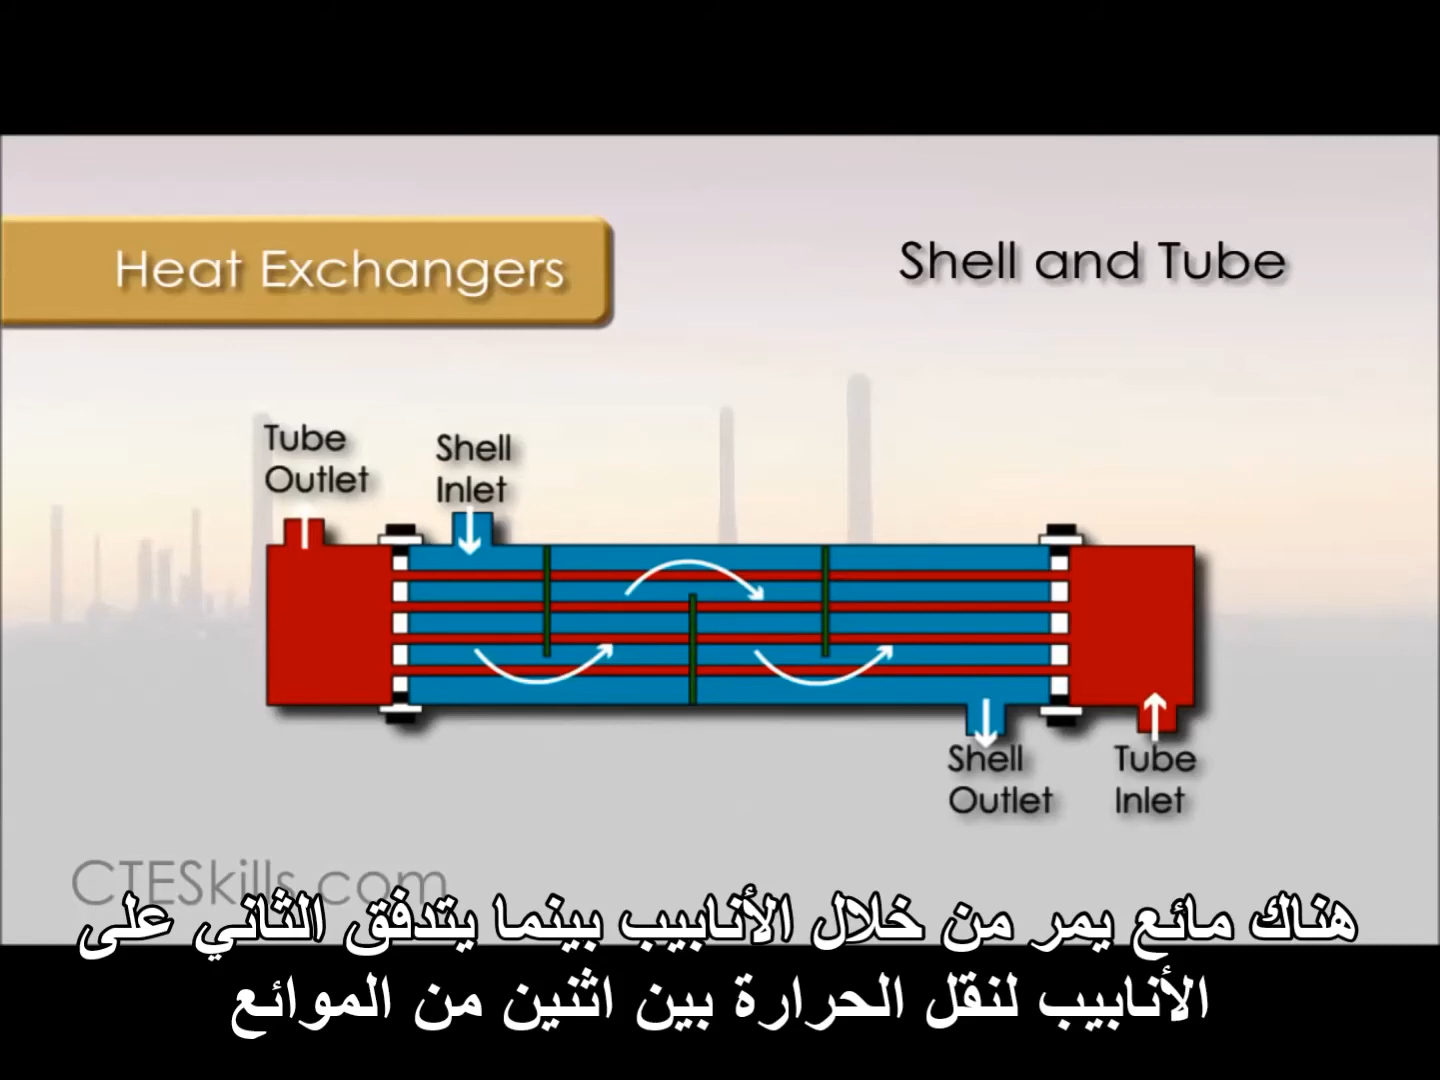 Heat Exchangers
Shell and Tube
Tube
Outlet
Shell
Inlet
Shell
Outlet
Tube
Inlet
CTESkills.com
هناك مائع يمر من خلال الأنابيب بينما يتدفق الثاني على
الأنابيب لنقل الحرارة بين اثنين من الموائع